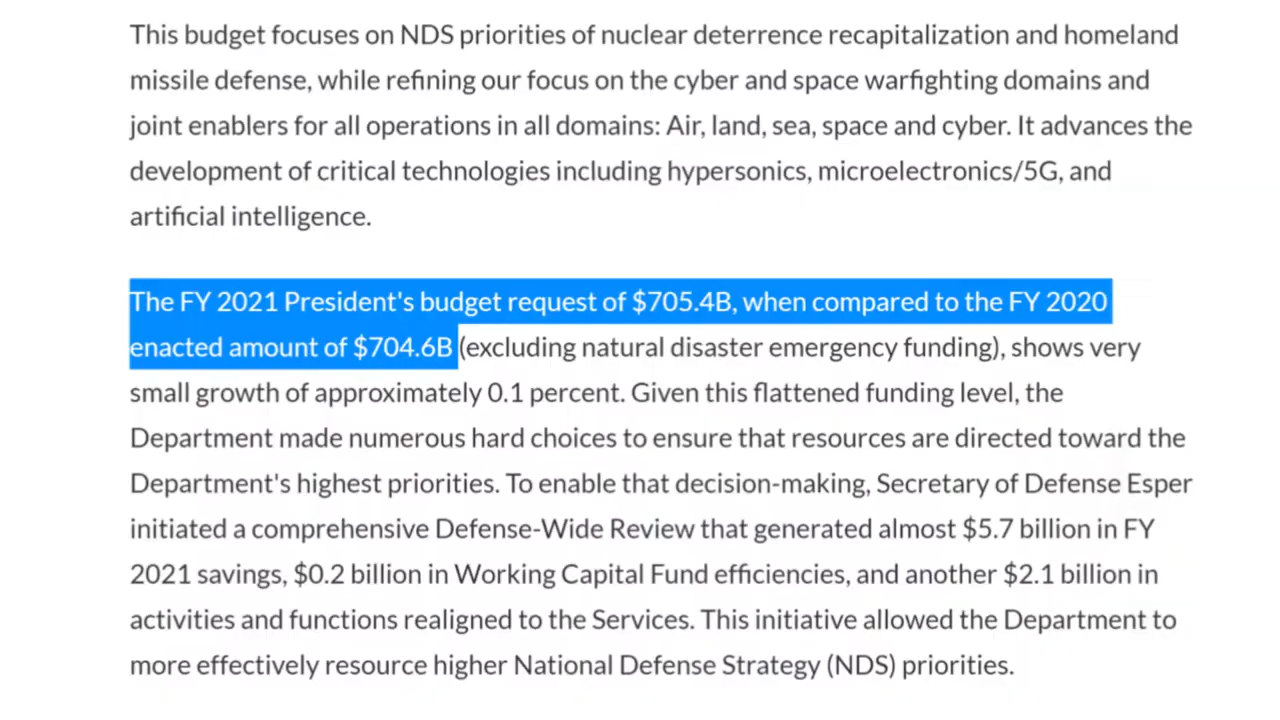 This budget focuses on NDS priorities of nuclear deterrence recapitalization and homeland
missile defense, while refining our focus on the cyber and space warfighting domains and
joint enablers for all operations in all domains: Air, land, sea, space and cyber. It advances the
development of critical technologies including hypersonics, microelectronics/5G, and
artificial intelligence.
The FY 2021 President's budget request of $705.4B, when compared to the FY 2020
enacted amount of $704.6B (excluding natural disaster emergency funding), shows very
small growth of approximately 0.1 percent. Given this flattened funding level, the
Department made numerous hard choices to ensure that resources are directed toward the
Department's highest priorities. To enable that decision-making, Secretary of Defense Esper
initiated a comprehensive Defense-Wide Review that generated almost $5.7 billion in FY
2021 savings, $0.2 billion in Working Capital Fund efficiencies, and another $2.1 billion in
activities and functions realigned to the Services. This initiative allowed the Department to
more effectively resource higher National Defense Strategy (NDS) priorities.